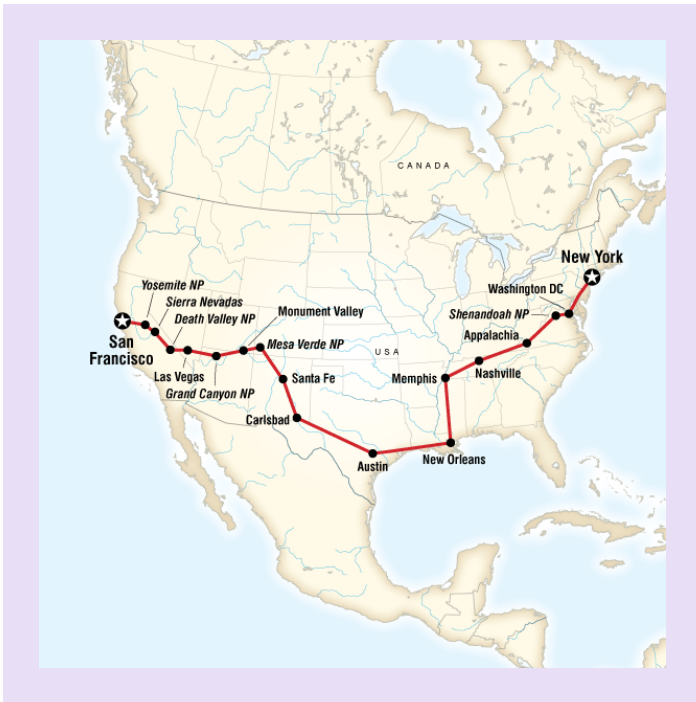 CANADA
New York
Washington DC
Yosemite NP
Sierra Nevadas
Shenandoah NP
Death Valley NP
Monument Valley
Appalachia
San
Francisco
Mesa Verde NP
USA
Nashville
Las Vegas
Santa Fe
Memphis
Grand Canyon NP
Carlsbad
New Orleans
Austin